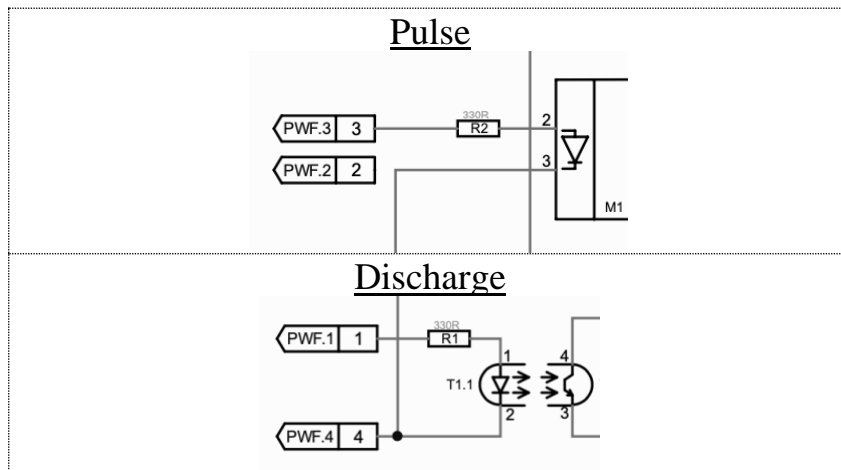 Pulse
330R
PWF.3 3 R2 2
PWF.2 2 3
M1
Discharge
330R
PWF.1 1 R1
1 4
T1.1
2 3
PWF.4 4